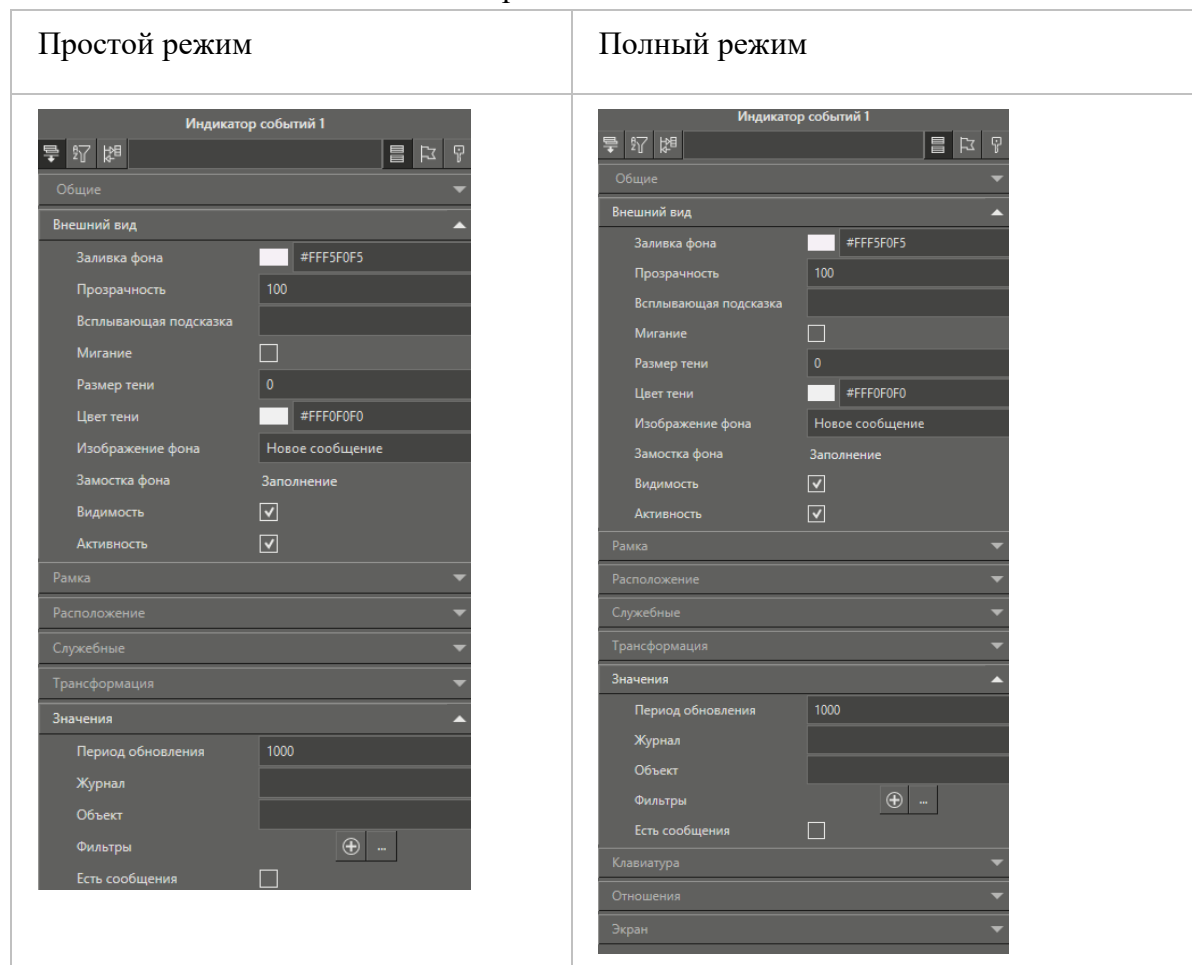 Простой режим
Полный режим
Индикатор событий 1
Общие
Внешний вид
Заливка фона #FFF5F0F5
Прозрачность 100
Всплывающая подсказка
Мигание
Размер тени 0
Цвет тени #FFF0F0F0
Изображение фона Новое сообщение
Замостка фона Заполнение
Видимость
Активность
Рамка
Расположение
Служебные
Трансформация
Значения
Период обновления 1000
Журнал
Объект
Фильтры ...
Есть сообщения
Индикатор событий 1
Общие
Внешний вид
Заливка фона #FFF5F0F5
Прозрачность 100
Всплывающая подсказка
Мигание
Размер тени 0
Цвет тени #FFF0F0F0
Изображение фона Новое сообщение
Замостка фона Заполнение
Видимость
Активность
Рамка
Расположение
Служебные
Трансформация
Значения
Период обновления 1000
Журнал
Объект
Фильтры ...
Есть сообщения
Клавиатура
Отношения
Экран